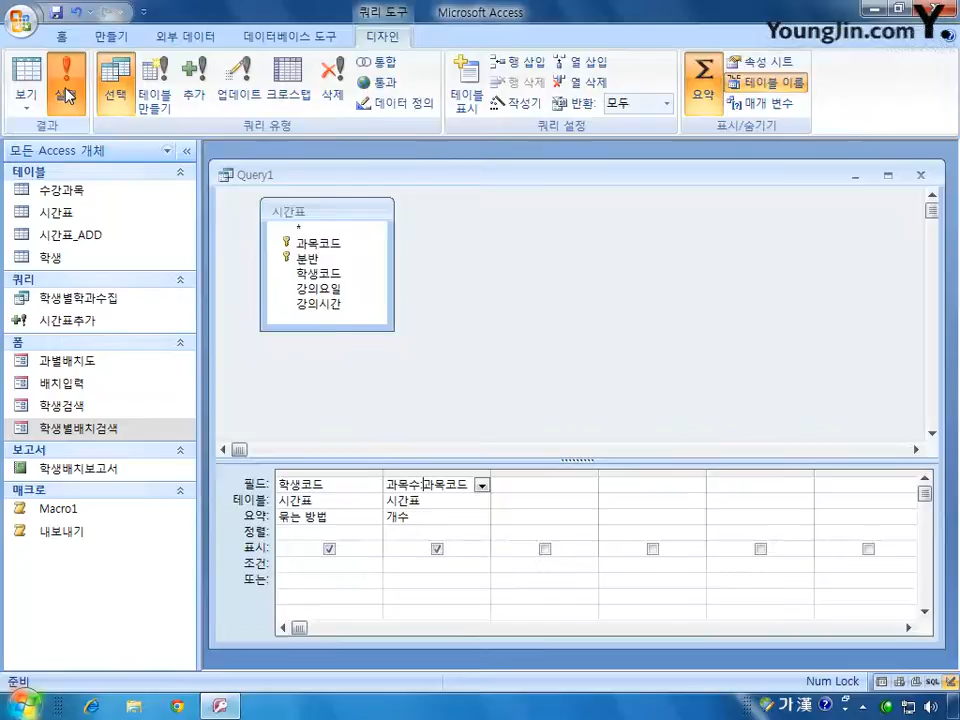 쿼리 도구
Microsoft Access
YoungJin.com Y.
홈
만들기
외부 데이터
데이터베이스 도구
디자인
보기
선택
테이블
만들기
추가
업데이트
크로스탭
삭제
통합
통과
데이터 정의
테이블
표시
행 삽입
행 삭제
작성기
열 삽입
열 삭제
반환: 모두
요약
속성 시트
테이블 이름
매개 변수
결과
쿼리 유형
쿼리 설정
표시/숨기기
모든 Access 개체
테이블
수강과목
시간표
시간표_ADD
학생
쿼리
학생별학과수집
시간표추가
폼
과별배치도
배치입력
학생검색
학생별배치검색
보고서
학생배치보고서
매크로
Macro1
내보내기
Query1
시간표
*
과목코드
분반
학생코드
강의요일
강의시간
필드: 학생코드 과목수:과목코드
테이블: 시간표 시간표
요약: 묶는 방법 개수
정렬:
표시:
조건:
또는:
준비
Num Lock
SQL
가 漢